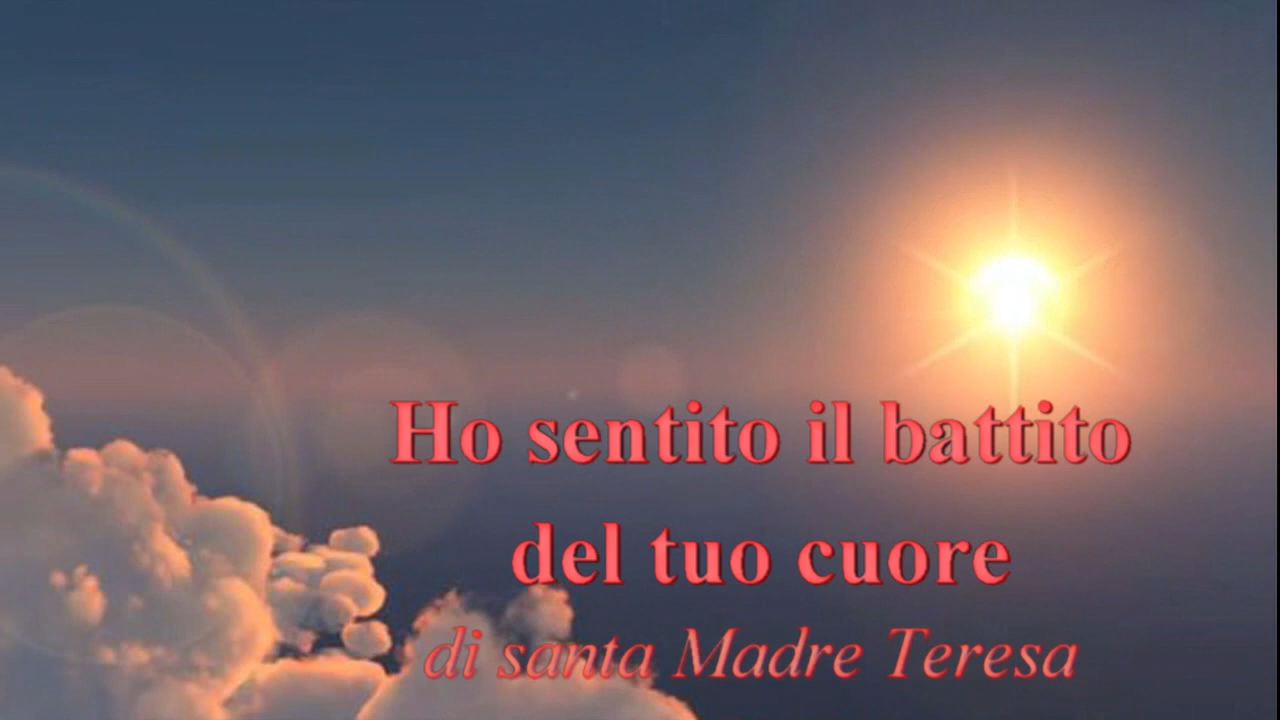 Ho sentito il battito
del tuo cuore
di santa Madre Teresa